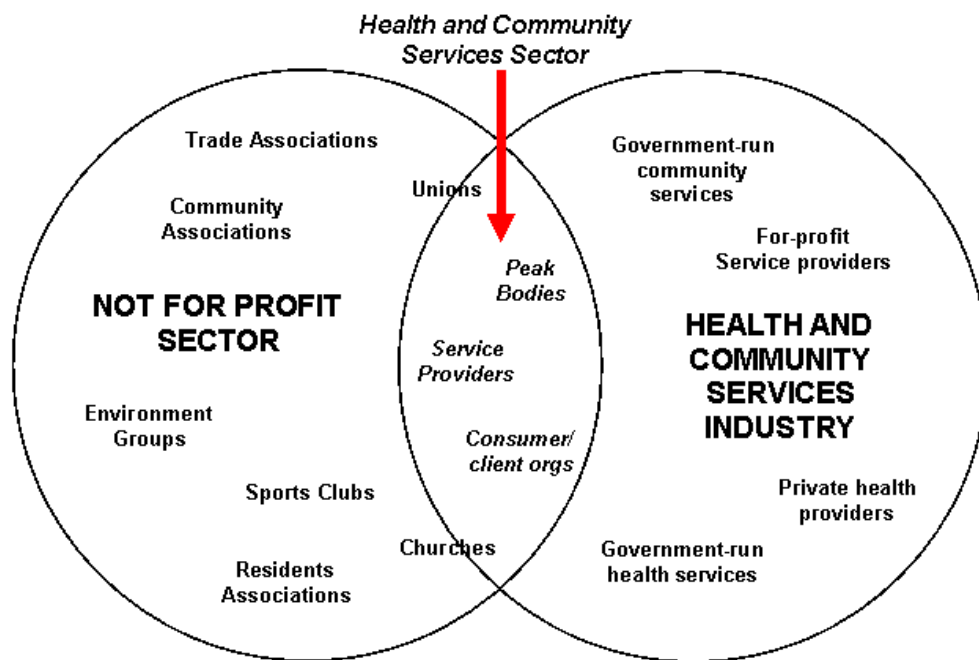 Health and Community
Services Sector
Trade Associations
Community
Associations
NOT FOR PROFIT
SECTOR
Environment
Groups
Sports Clubs
Residents
Associations
Unions
Peak
Bodies
Service
Providers
Consumer/
client orgs
Churches
Government-run
community
services
For-profit
Service providers
HEALTH AND
COMMUNITY
SERVICES
INDUSTRY
Private health
providers
Government-run
health services